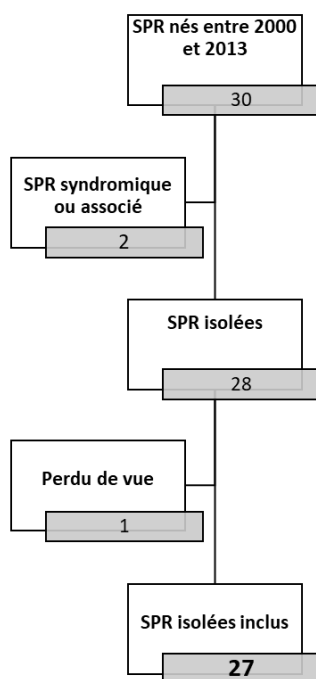 SPR nés entre 2000
et 2013
30
SPR syndromique
ou associé
2
SPR isolées
28
Perdu de vue
1
SPR isolées inclus
27